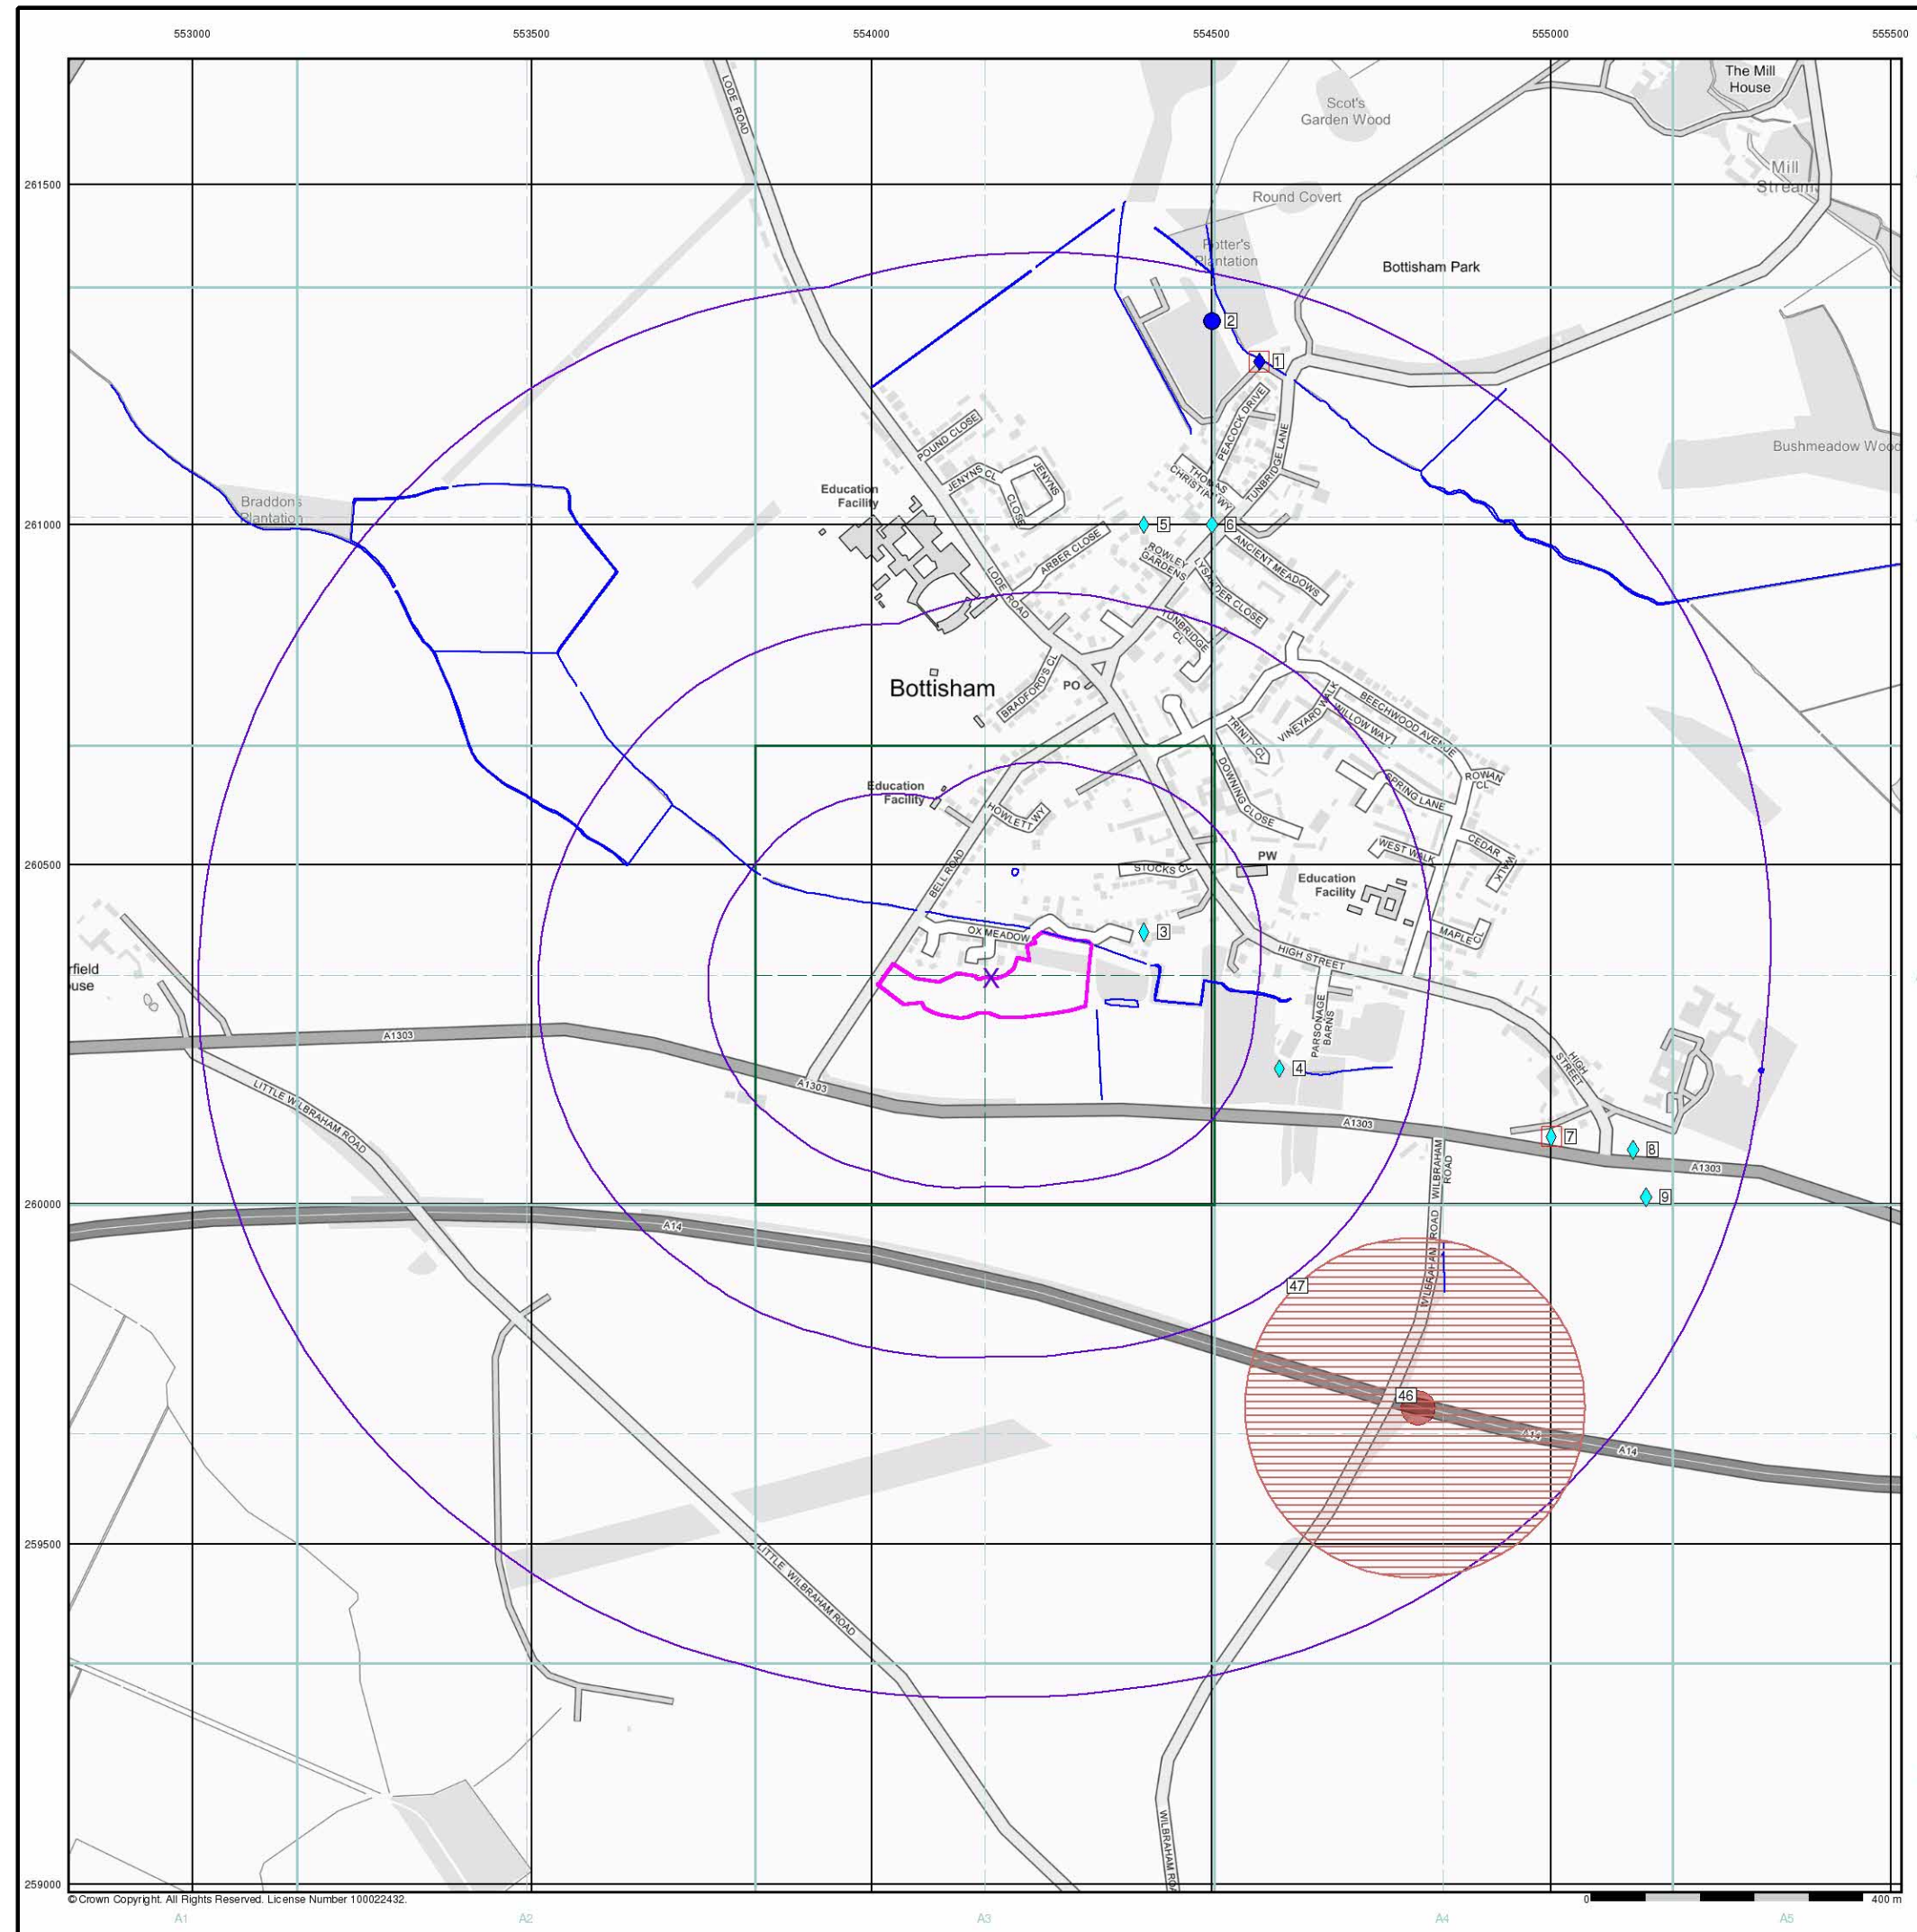 553000 553500 554000 554500 555000 555500
The Mill
House
LODE ROAD
Scot's
Garden Wood
Mill
Stream
261500
Round Covert
Potter's
Plantation
Bottisham Park
2
1
PEACOCK DRIVE
TUNBRIDGE LANE
POUND CLOSE
Bushmeadow Wood
JENYNS CL
JENYNS
CLOSE
THOMAS
CHRISTIAN WY
Education
Facility
Braddons
Plantation
261000
5
6
ARBER CLOSE
ROWLEY
GARDENS
ANCIENT MEADOWS
LYSANDER CLOSE
LODE ROAD
TUNBRIDGE
CL
Bottisham
BRADFORD'S CL
PO
BEECHWOOD AVENUE
VINEYARD WALK
WILLOW WAY
TRINITY CL
ROWAN
CL
SPRING LANE
DOWNING CLOSE
Education
Facility
HOWLETT WY
CEDAR
WALK
WEST WALK
PW
260500
BELL ROAD
STOCKS CL
Education
Facility
OX MEADOW
3
MAPLE CL
HIGH STREET
rfield
ouse
X
PARSONAGE
BARNS
A1303
HIGH
STREET
4
A1303
LITTLE WILBRAHAM ROAD
A1303
7
8
A1303
WILBRAHAM
ROAD
9
260000
A14
WILBRAHAM ROAD
47
46
A14
A14
259500
LITTLE WILBRAHAM ROAD
WILBRAHAM ROA
259000
©Crown Copyright. All Rights Reserved. License Number 100022432.
0 400 m
A1 A2 A3 A4 A5